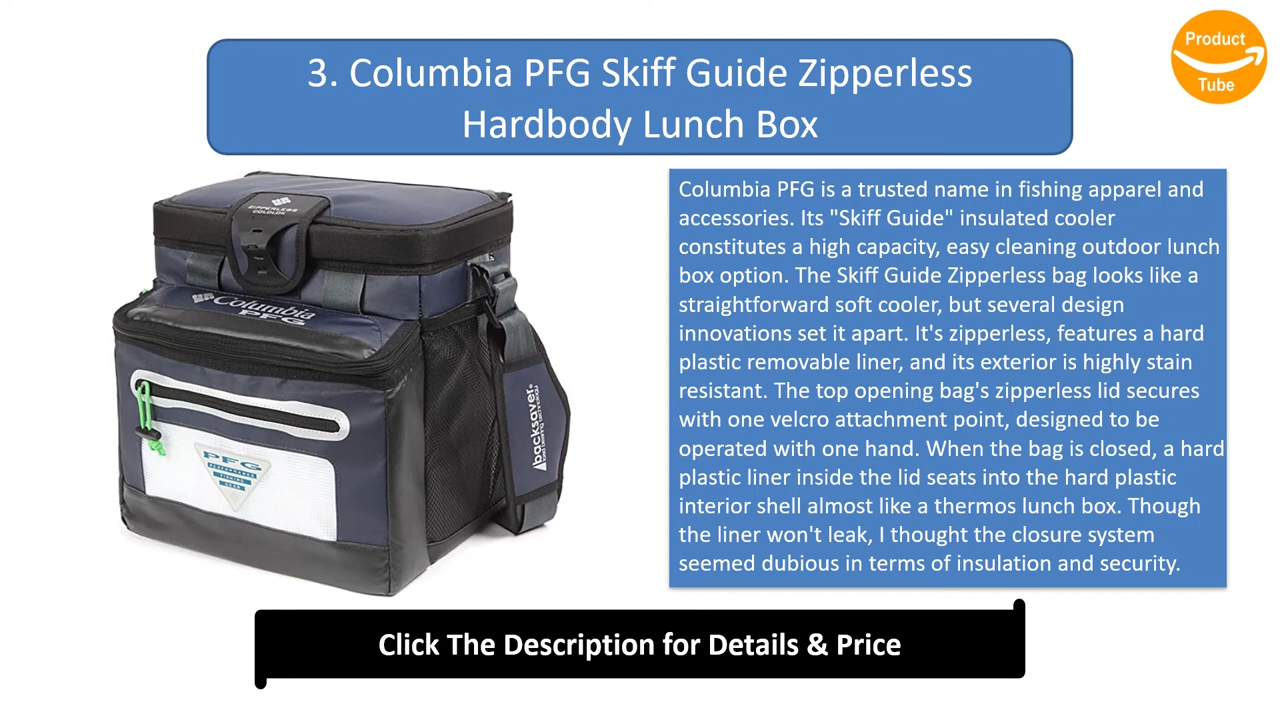 Product
Tube
3. Columbia PFG Skiff Guide Zipperless
Hardbody Lunch Box
ZIPPERLESS
COLDLOK
Columbia
PFG
backsaver®
PFG
PERFORMANCE
FISHING
GEAR
Columbia PFG is a trusted name in fishing apparel and
accessories. Its "Skiff Guide" insulated cooler
constitutes a high capacity, easy cleaning outdoor lunch
box option. The Skiff Guide Zipperless bag looks like a
straightforward soft cooler, but several design
innovations set it apart. It's zipperless, features a hard
plastic removable liner, and its exterior is highly stain
resistant. The top opening bag's zipperless lid secures
with one velcro attachment point, designed to be
operated with one hand. When the bag is closed, a hard
plastic liner inside the lid seats into the hard plastic
interior shell almost like a thermos lunch box. Though
the liner won't leak, I thought the closure system
seemed dubious in terms of insulation and security.
Click The Description for Details & Price